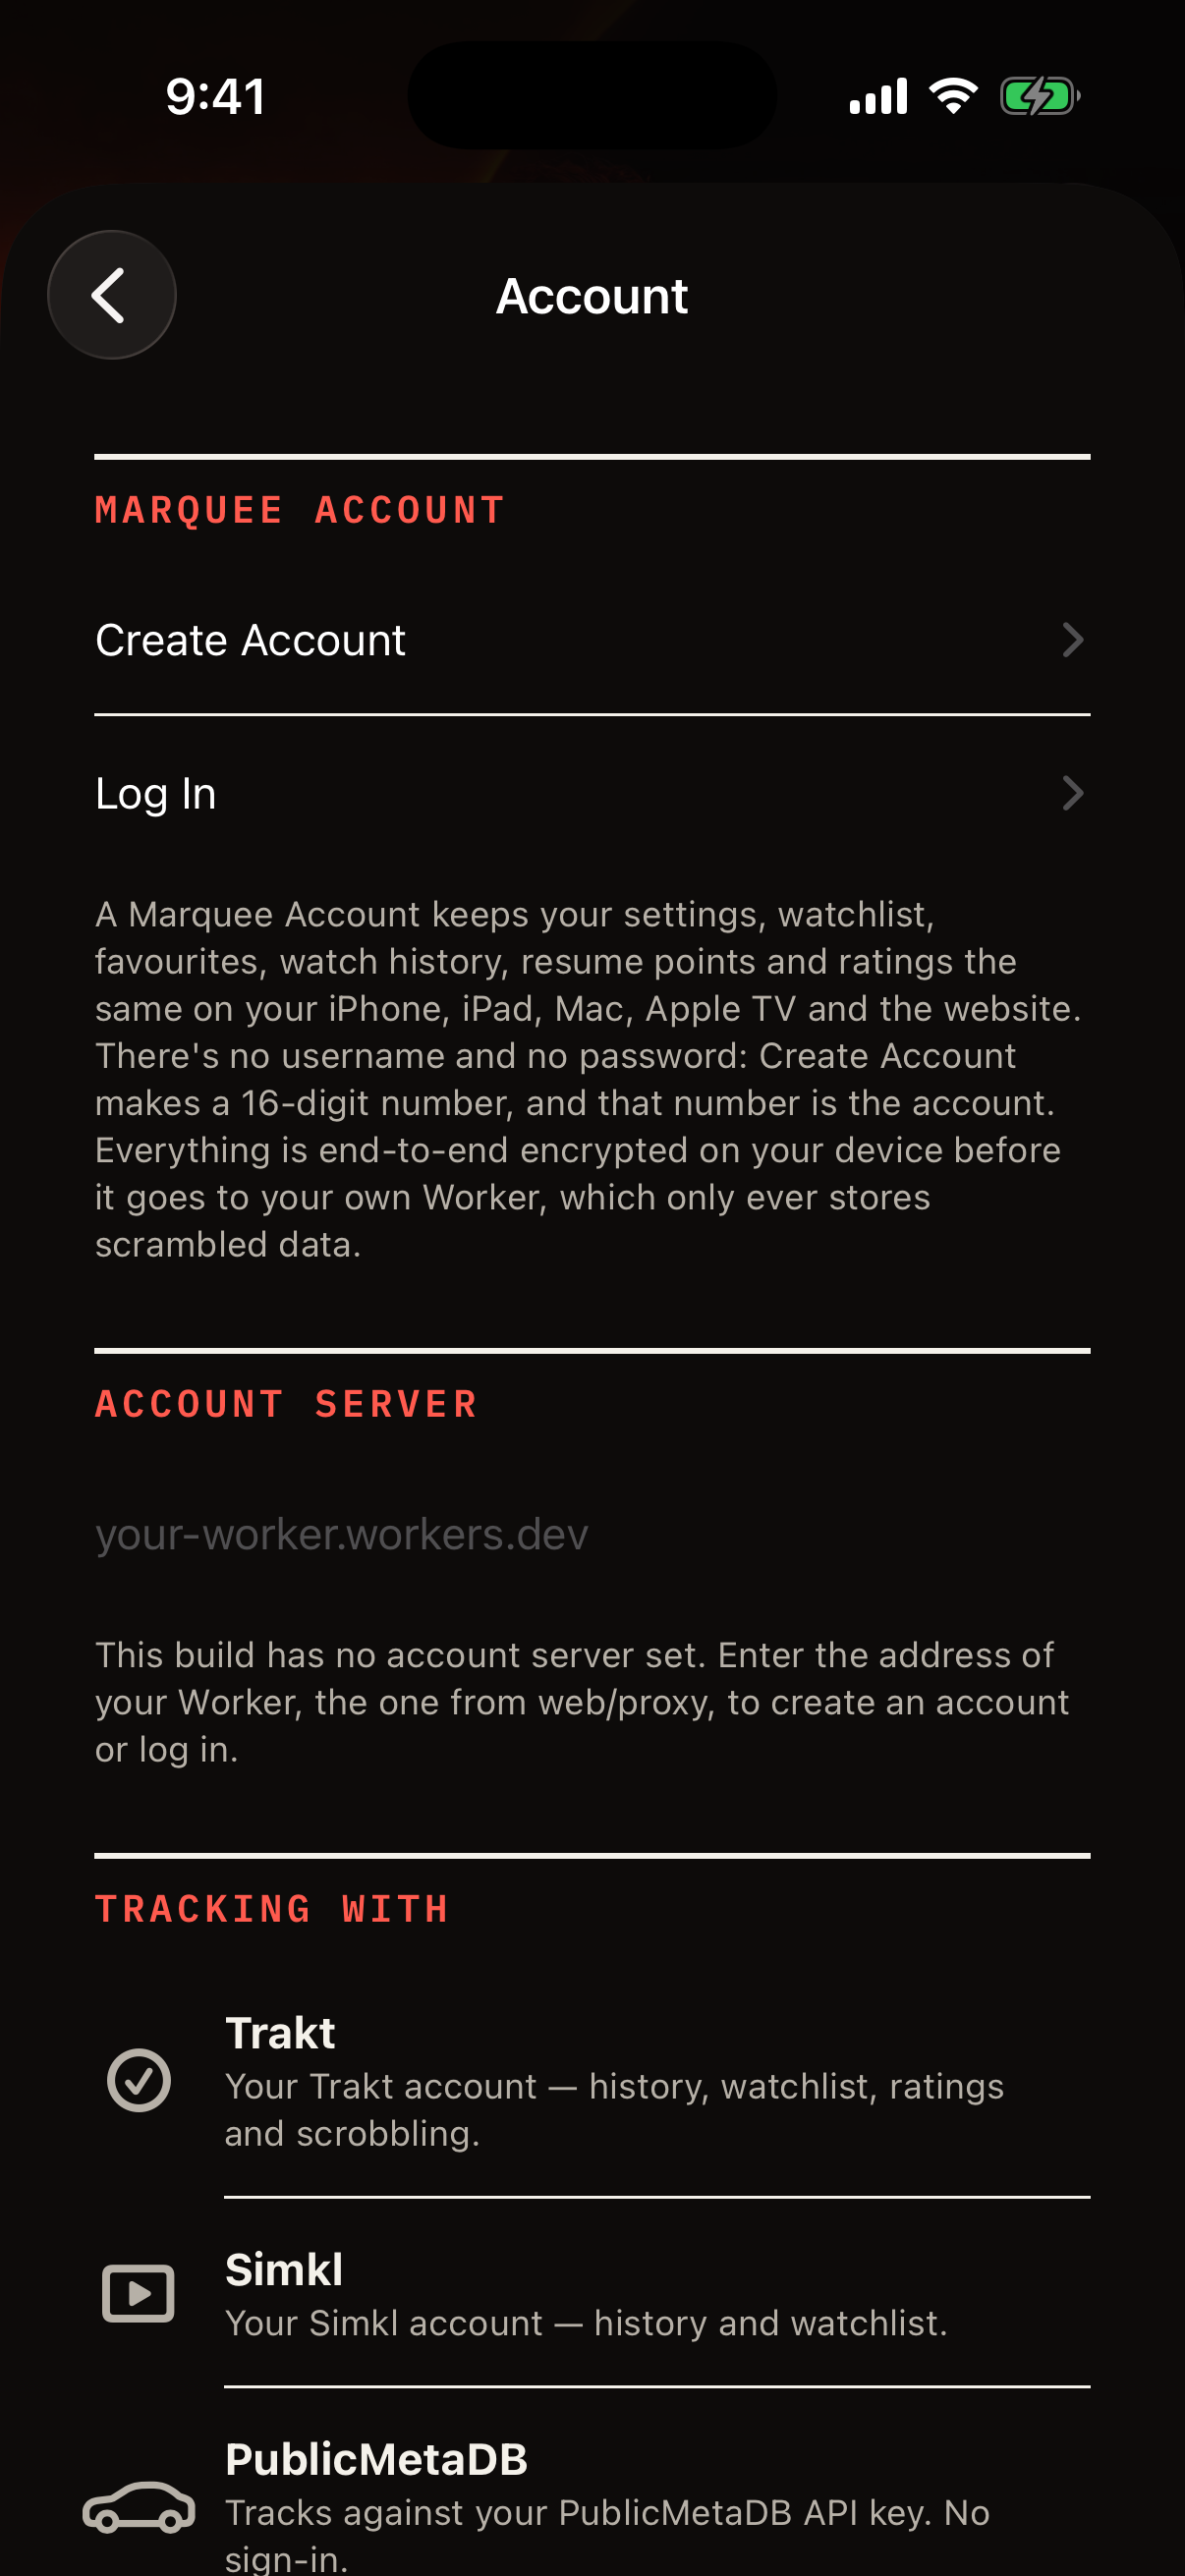 9:41
Account
MARQUEE ACCOUNT
Create Account
Log In
A Marquee Account keeps your settings, watchlist,
favourites, watch history, resume points and ratings the
same on your iPhone, iPad, Mac, Apple TV and the website.
There's no username and no password: Create Account
makes a 16-digit number, and that number is the account.
Everything is end-to-end encrypted on your device before
it goes to your own Worker, which only ever stores
scrambled data.
ACCOUNT SERVER
your-worker.workers.dev
This build has no account server set. Enter the address of
your Worker, the one from web/proxy, to create an account
or log in.
TRACKING WITH
Trakt
Your Trakt account — history, watchlist, ratings
and scrobbling.
Simkl
Your Simkl account — history and watchlist.
PublicMetaDB
Tracks against your PublicMetaDB API key. No
sign-in.